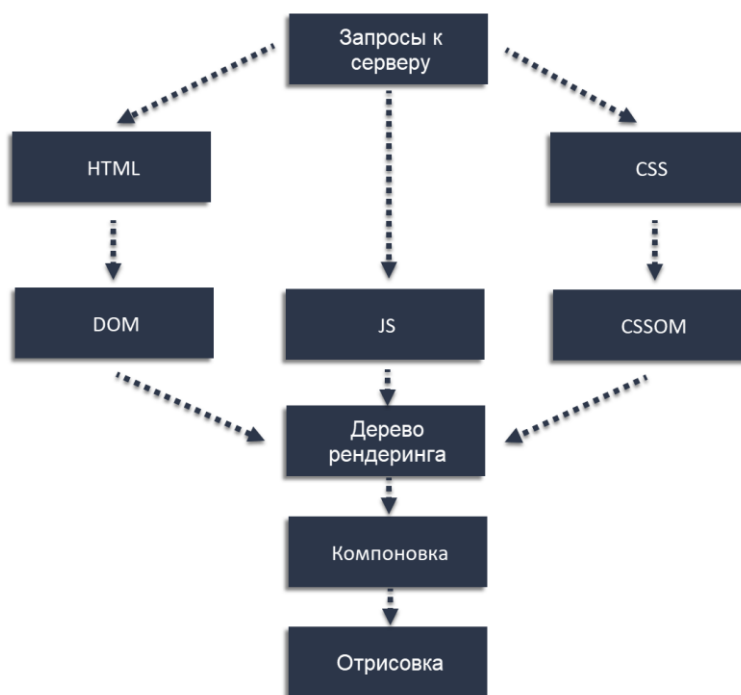 Запросы к
серверу
HTML
CSS
DOM
JS
CSSOM
Дерево
рендеринга
Компоновка
Отрисовка